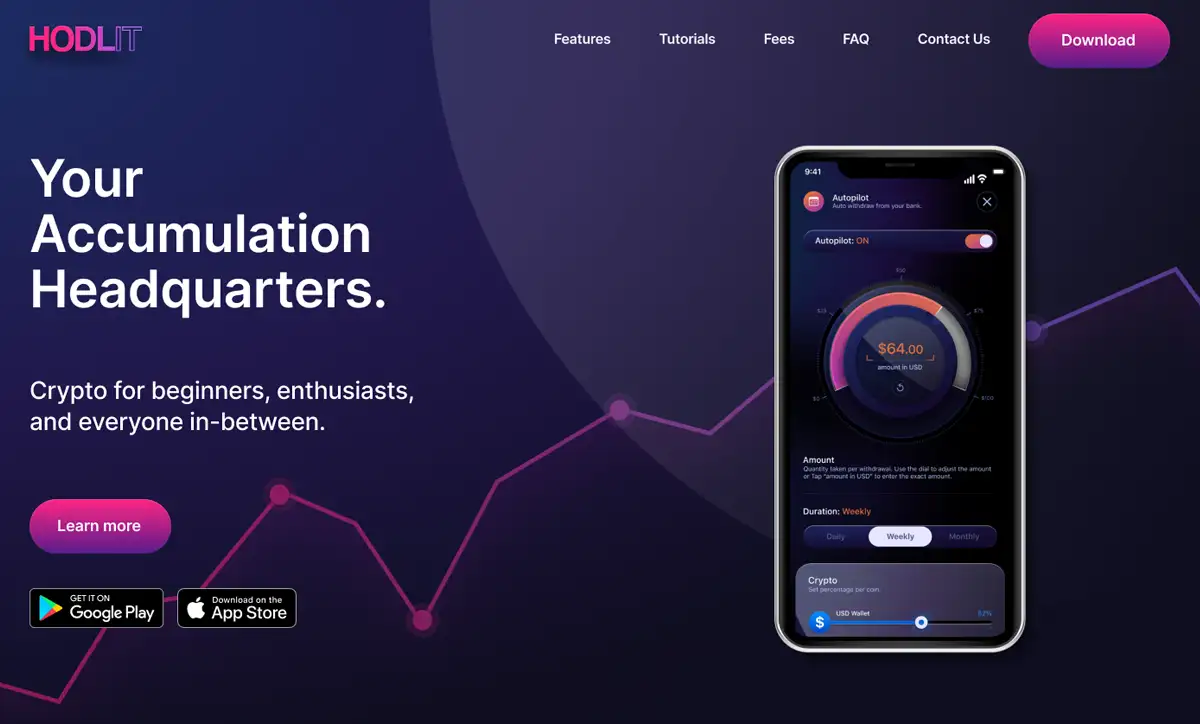 HODLIT
Features
Tutorials
Fees
FAQ
Contact Us
Download
Your
Accumulation
Headquarters.
Crypto for beginners, enthusiasts,
and everyone in-between.
Learn more
GET IT ON
Google Play
Download on the
App Store
9:41
Autopilot
Auto withdraw from your bank.
Autopilot: ON
$50
$25
$75
$64.00
amount in USD
$0
$100
Amount
Quantity taken per withdrawal. Use the dial to adjust the amount
or Tap "amount in USD" to enter the exact amount.
Duration: Weekly
Daily
Weekly
Monthly
Crypto
Set percentage per coin.
USD Wallet
52%
$